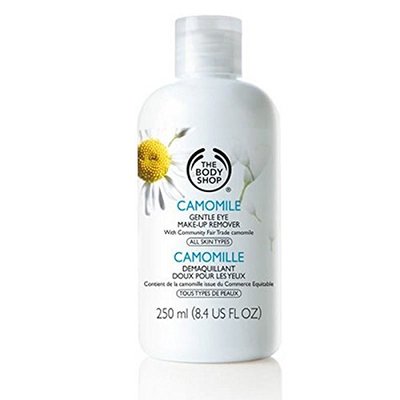 THE
BODY
SHOP
®
CAMOMILE
GENTLE EYE
MAKE-UP REMOVER
With Community Fair Trade camomile
ALL SKIN TYPES
CAMOMILLE
DEMAQUILLANT
DOUX POUR LES YEUX
Contient de la camomille issue du Commerce Equitable
TOUS TYPES DE PEAUX
250 ml (8.4 US FL OZ)